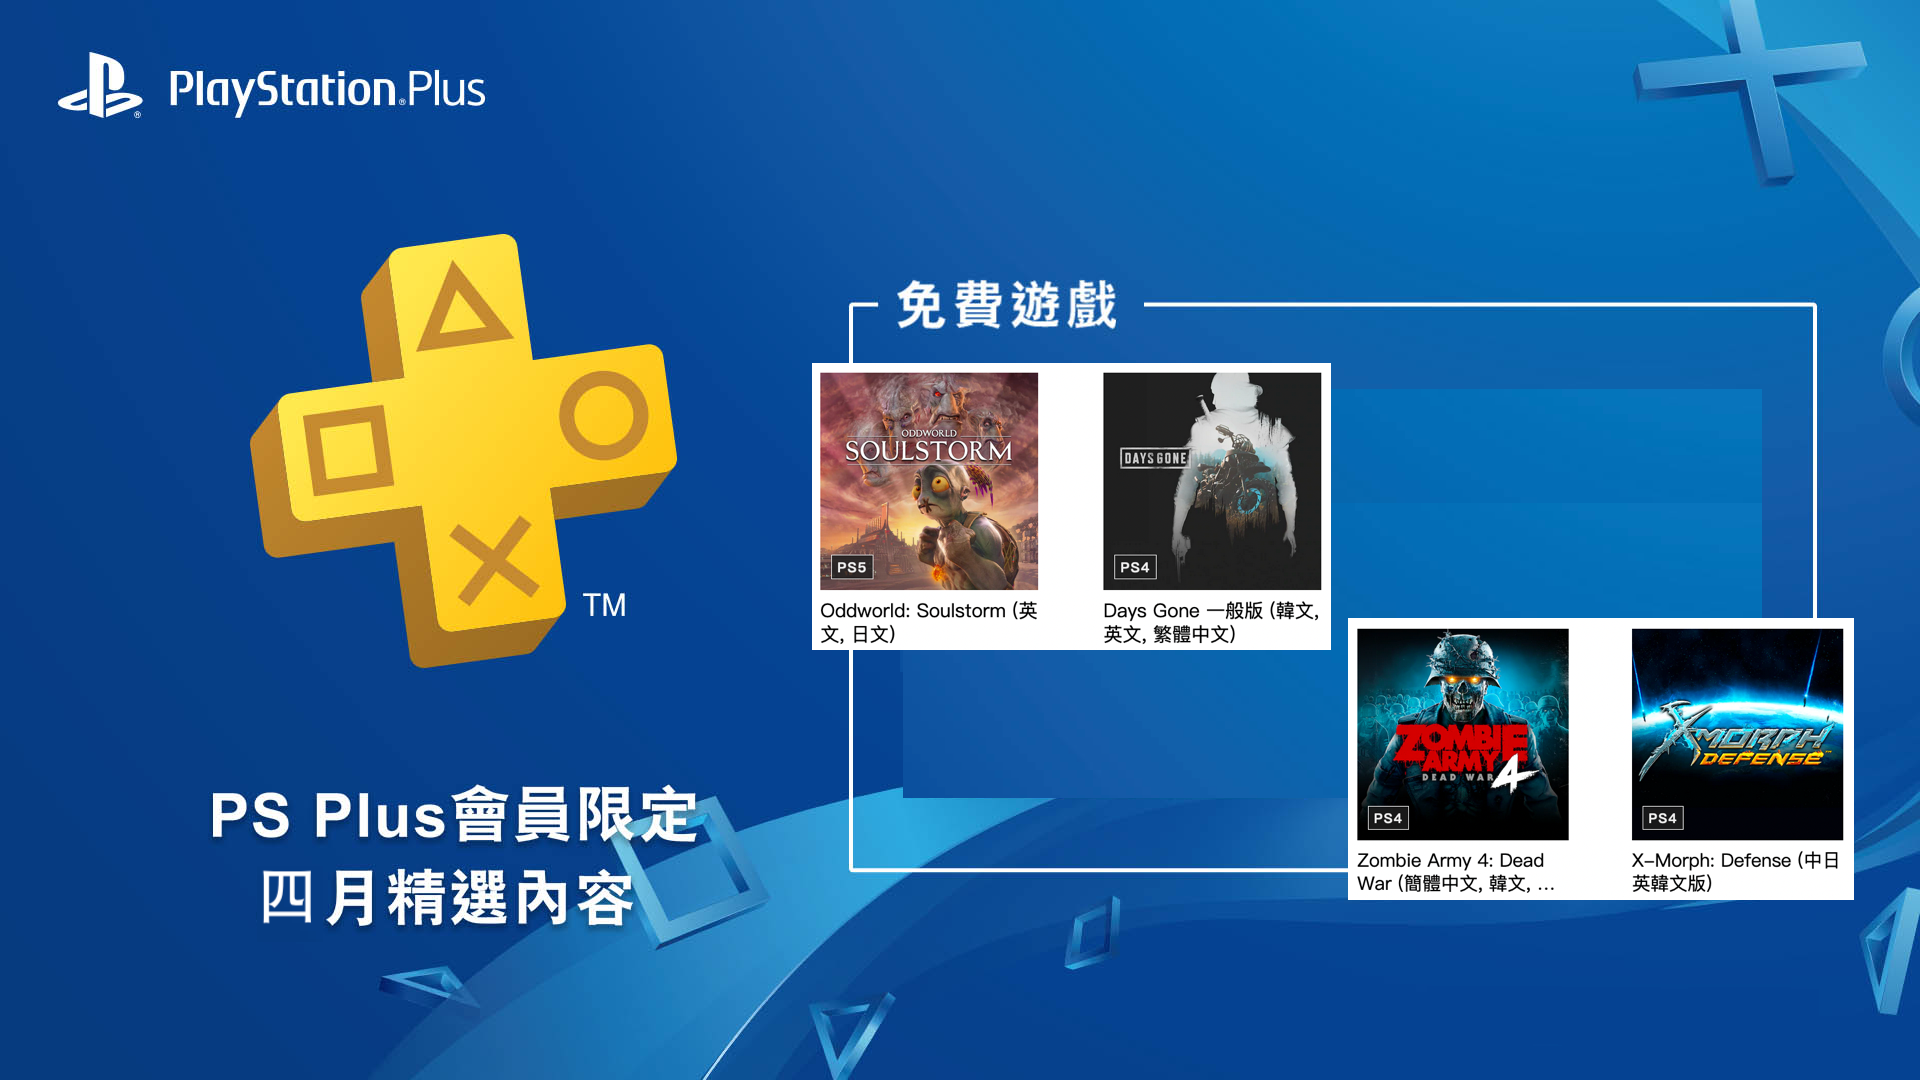 PlayStation®Plus
TM
PS Plus會員限定
四月精選內容
免費遊戲
ODDWORLD
SOULSTORM
PS5
Oddworld: Soulstorm (英
文, 日文)
DAYS GONE
PS4
Days Gone 一般版 (韓文,
英文, 繁體中文)
ZOMBIE
ARMY 4
DEAD WAR
PS4
Zombie Army 4: Dead
War (簡體中文, 韓文, ...
X-MORPH
DEFENSE
PS4
X–Morph: Defense (中日
英韓文版)